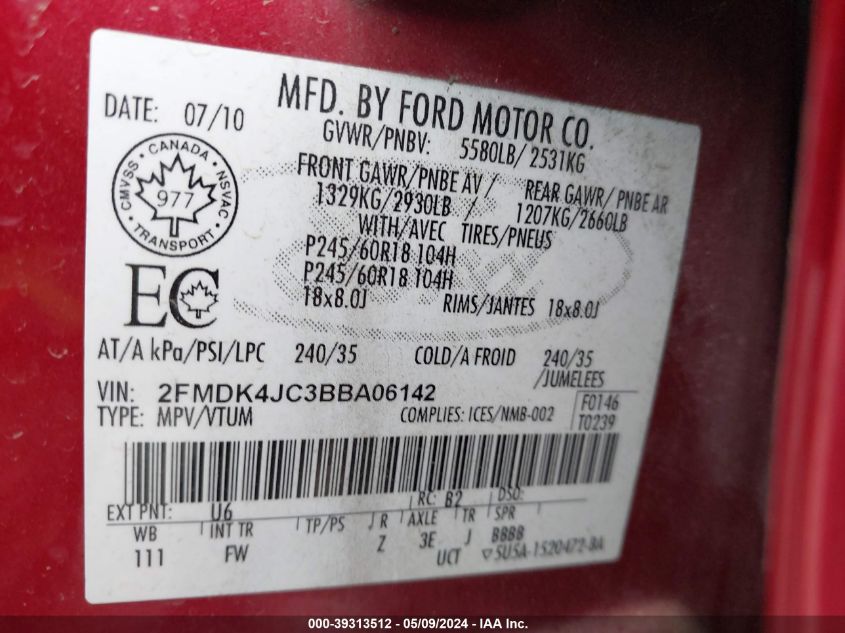 MFD. BY FORD MOTOR CO.
DATE: 07/10
GVWR/PNBV: 5580LB/2531KG
FRONT GAWR/PNBE AV/ REAR GAWR/ PNBE AR
1329KG/2930LB / 1207KG/2660LB
WITH/AVEC TIRES/PNEUS
P245/60R18 104H
P245/60R18 104H
18x8.0J RIMS/JANTES 18x8.0J
CANADA
CMVSS 977 NSVAC
TRANSPORT
EC
AT/A kPa/PSI/LPC 240/35 COLD/A FROID 240/35
/JUMELEES
VIN: 2FMDK4JC3BBA06142
TYPE: MPV/VTUM COMPLIES: ICES/NMB-002
F0146
T0239
EXT PNT: U6 RC: B2 DSO:
WB INT TR TP/PS R AXLE TR SPR
111 FW Z 3E J BBBB
UCT ▽5U5A-1520472-BA
000-39313512 - 05/09/2024 - IAA Inc.